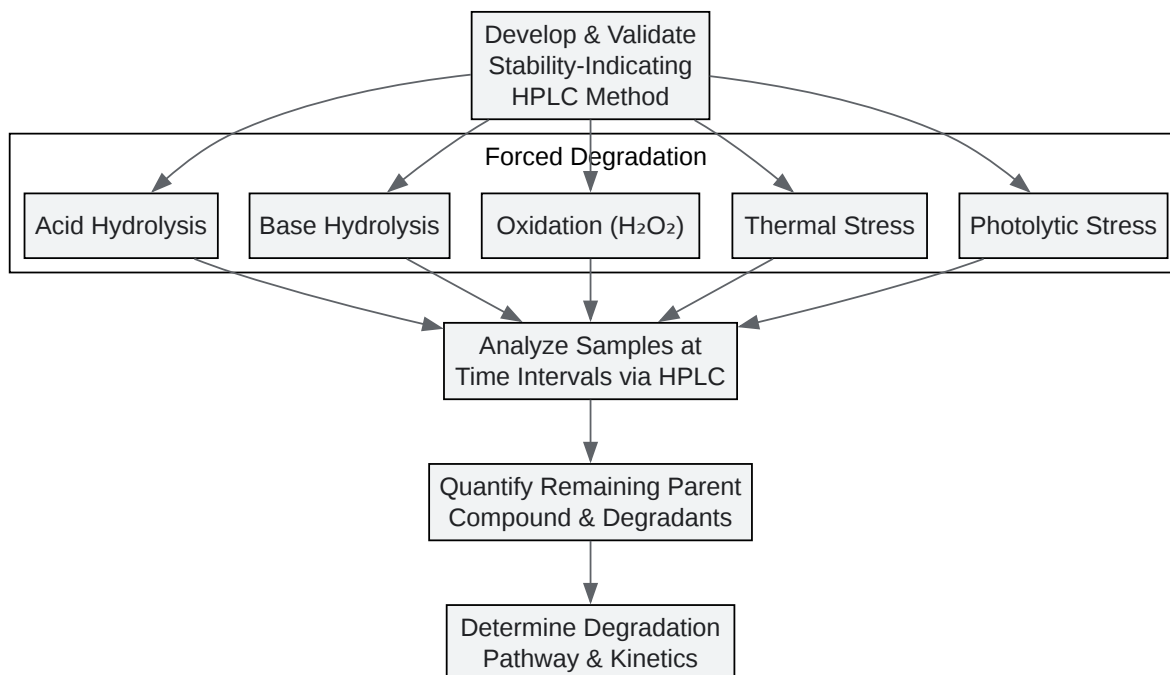 Develop & Validate
Stability-Indicating
HPLC Method
Forced Degradation
Acid Hydrolysis
Base Hydrolysis
Oxidation (H₂O₂)
Thermal Stress
Photolytic Stress
Analyze Samples at
Time Intervals via HPLC
Quantify Remaining Parent
Compound & Degradants
Determine Degradation
Pathway & Kinetics